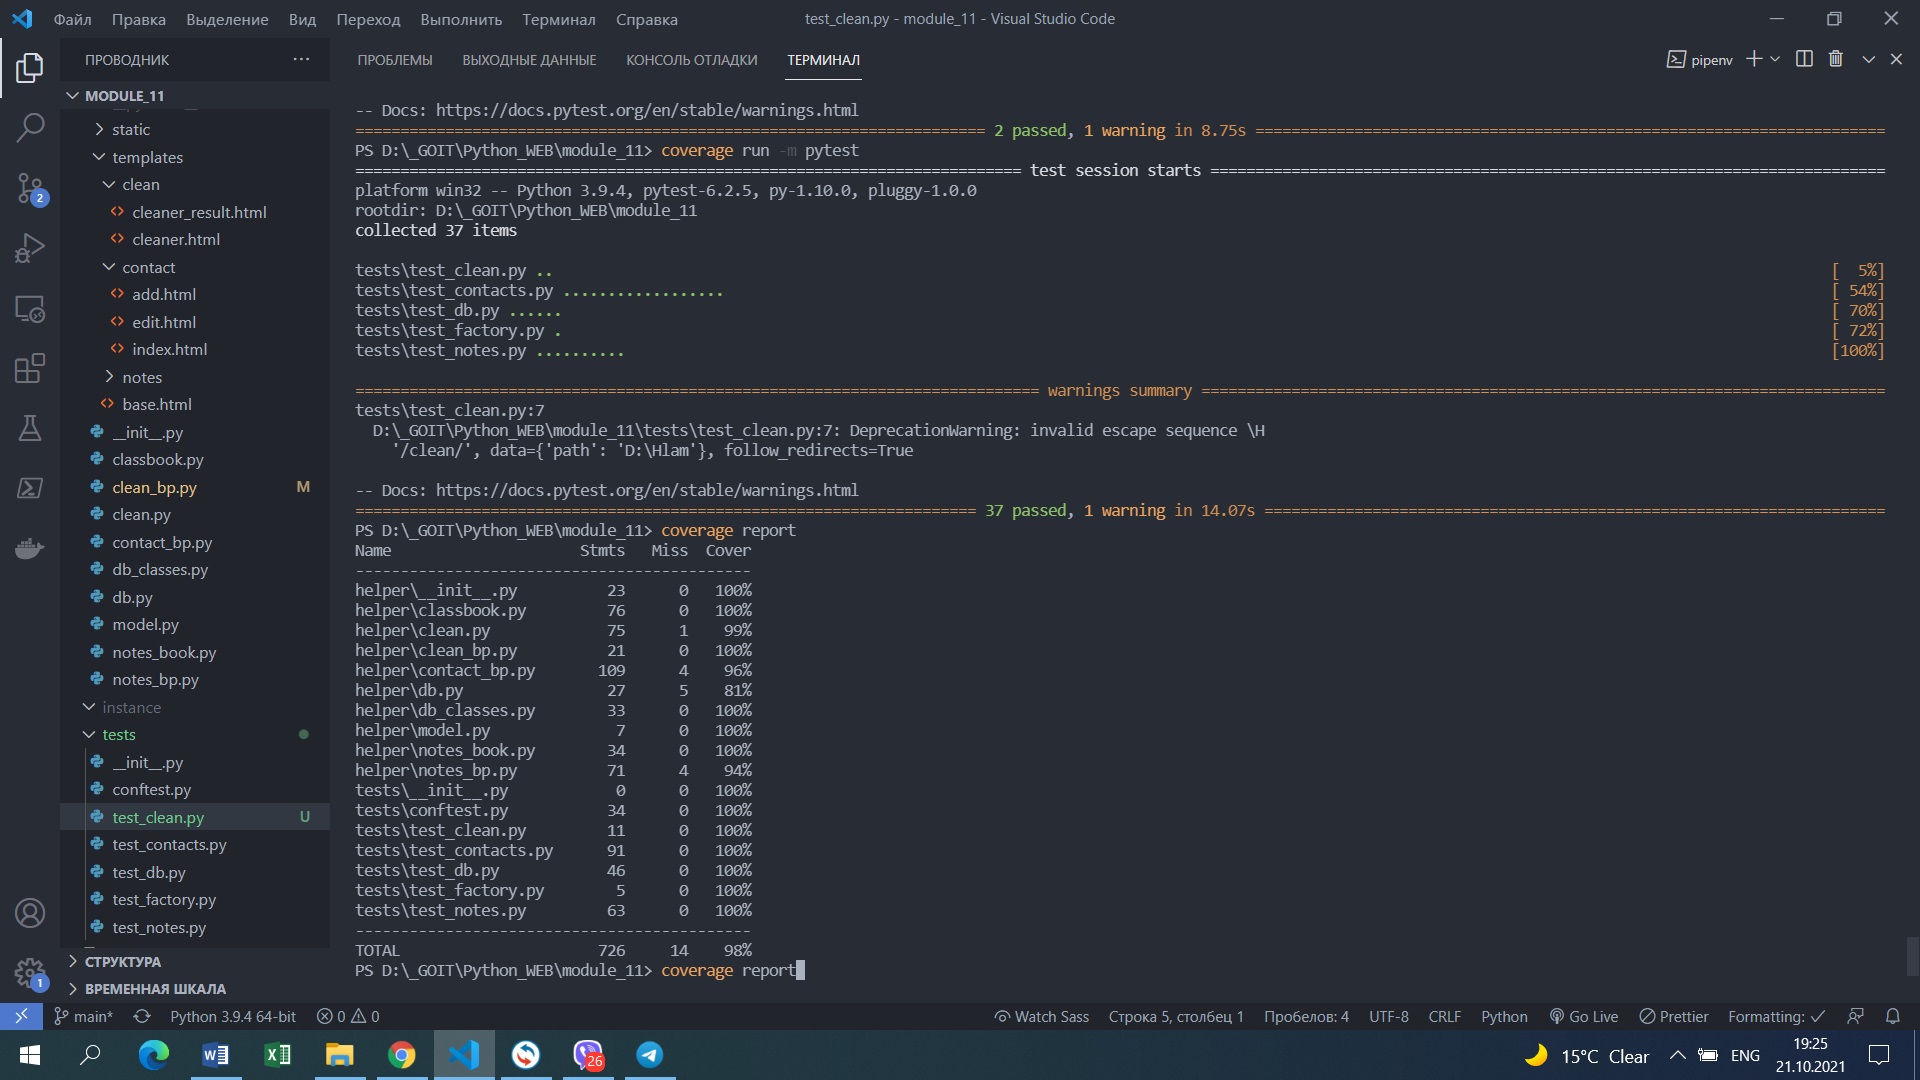 Файл Правка Выделение Вид Переход Выполнить Терминал Справка
test_clean.py - module_11 - Visual Studio Code
ПРОВОДНИК ···
MODULE_11
static
templates
clean
cleaner_result.html
cleaner.html
contact
add.html
edit.html
index.html
notes
base.html
__init__.py
classbook.py
clean_bp.py M
clean.py
contact_bp.py
db_classes.py
db.py
model.py
notes_book.py
notes_bp.py
instance
tests
__init__.py
conftest.py
test_clean.py U
test_contacts.py
test_db.py
test_factory.py
test_notes.py
СТРУКТУРА
ВРЕМЕННАЯ ШКАЛА
2
1
ПРОБЛЕМЫ ВЫХОДНЫЕ ДАННЫЕ КОНСОЛЬ ОТЛАДКИ ТЕРМИНАЛ
pipenv
-- Docs: https://docs.pytest.org/en/stable/warnings.html
====== 2 passed, 1 warning in 8.75s ======
PS D:\_GOIT\Python_WEB\module_11> coverage run -m pytest
====== test session starts ======
platform win32 -- Python 3.9.4, pytest-6.2.5, py-1.10.0, pluggy-1.0.0
rootdir: D:\_GOIT\Python_WEB\module_11
collected 37 items
tests\test_clean.py .. [  5%]
tests\test_contacts.py .................. [ 54%]
tests\test_db.py ...... [ 70%]
tests\test_factory.py . [ 72%]
tests\test_notes.py .......... [100%]
====== warnings summary ======
tests\test_clean.py:7
D:\_GOIT\Python_WEB\module_11\tests\test_clean.py:7: DeprecationWarning: invalid escape sequence \H
'/clean/', data={'path': 'D:\Hlam'}, follow_redirects=True
-- Docs: https://docs.pytest.org/en/stable/warnings.html
====== 37 passed, 1 warning in 14.07s ======
PS D:\_GOIT\Python_WEB\module_11> coverage report
Name Stmts Miss Cover
--------------------------------------------
helper\__init__.py 23 0 100%
helper\classbook.py 76 0 100%
helper\clean.py 75 1 99%
helper\clean_bp.py 21 0 100%
helper\contact_bp.py 109 4 96%
helper\db.py 27 5 81%
helper\db_classes.py 33 0 100%
helper\model.py 7 0 100%
helper\notes_book.py 34 0 100%
helper\notes_bp.py 71 4 94%
tests\__init__.py 0 0 100%
tests\conftest.py 34 0 100%
tests\test_clean.py 11 0 100%
tests\test_contacts.py 91 0 100%
tests\test_db.py 46 0 100%
tests\test_factory.py 5 0 100%
tests\test_notes.py 63 0 100%
--------------------------------------------
TOTAL 726 14 98%
PS D:\_GOIT\Python_WEB\module_11> coverage report
main* Python 3.9.4 64-bit 0 0 Watch Sass Строка 5, столбец 1 Пробелов: 4 UTF-8 CRLF Python Go Live Prettier Formatting:
26
15°C Clear ENG
19:25
21.10.2021